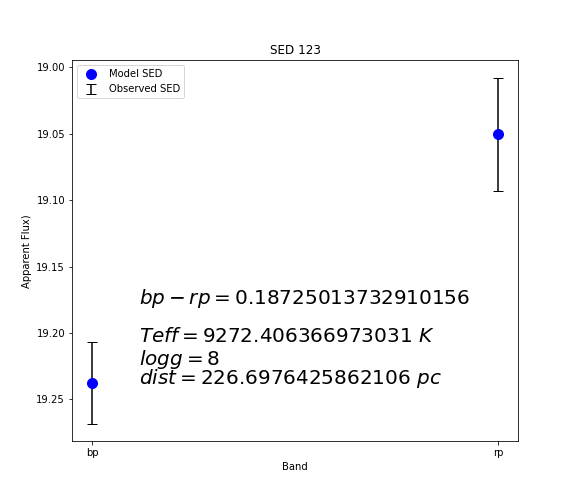 SED 123
19.00
19.05
19.10
19.15
19.20
19.25
Apparent Flux)
Model SED
Observed SED
bp − rp = 0.18725013732910156
Teff = 9272.406366973031 K
logg = 8
dist = 226.6976425862106 pc
bp
rp
Band